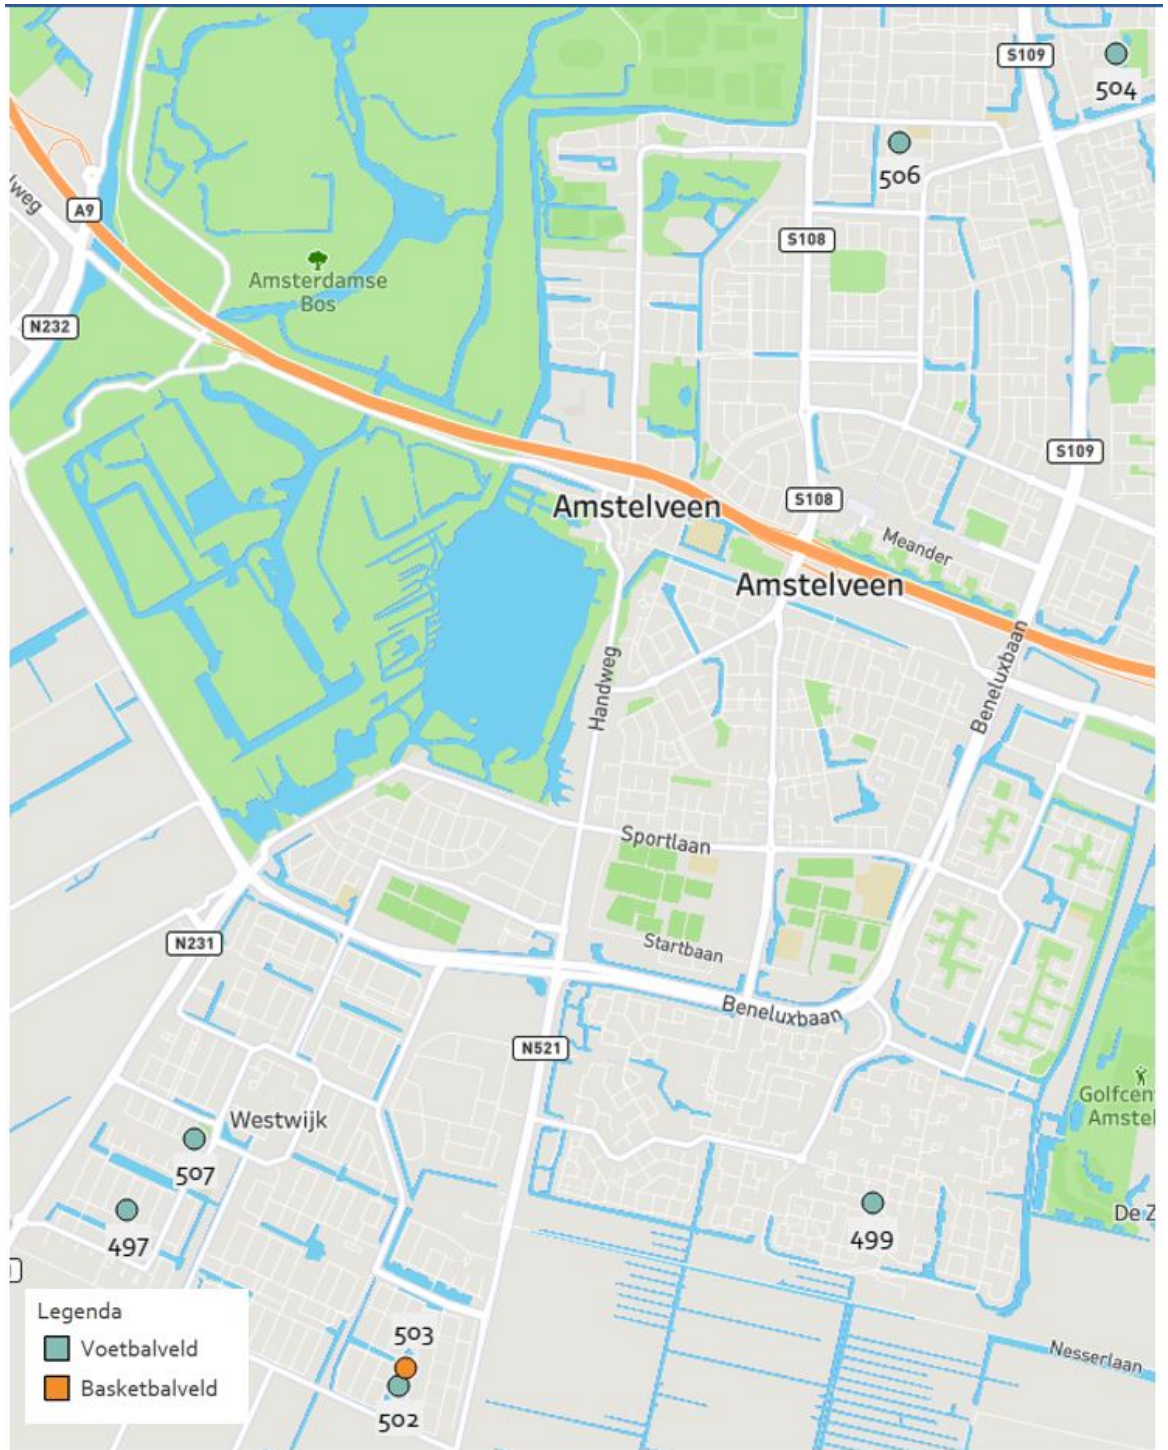 S109
504
506
lweg
A9
S108
Amsterdamse
Bos
N232
S109
S108
Amstelveen
Meander
Amstelveen
Beneluxbaan
Handweg
Sportlaan
N231
Startbaan
Beneluxbaan
N521
Golfcen
Amstel
Westwijk
507
De Z
497
499
Legenda
Voetbalveld
Basketbalveld
503
502
Nesserlaan